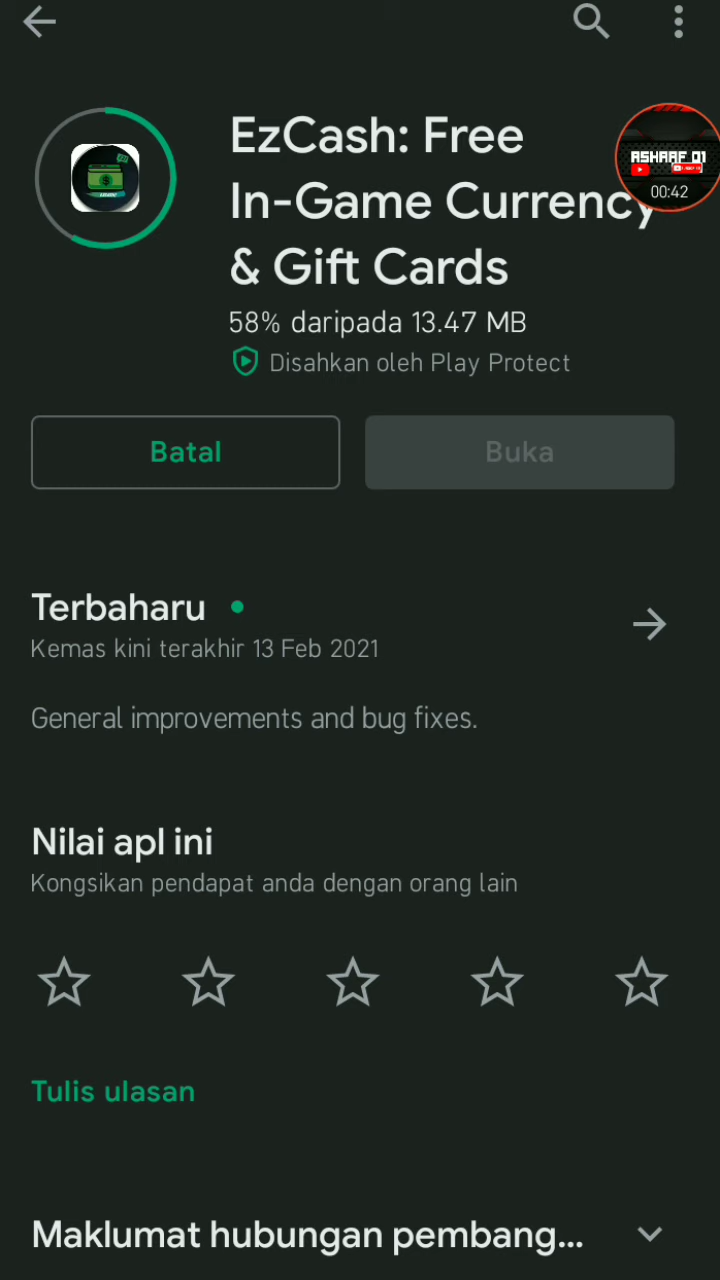 EzCash: Free
In-Game Currency
& Gift Cards
ASHAAF 01
00:42
58% daripada 13.47 MB
Disahkan oleh Play Protect
Batal
Buka
Terbaharu
Kemas kini terakhir 13 Feb 2021
General improvements and bug fixes.
Nilai apl ini
Kongsikan pendapat anda dengan orang lain
Tulis ulasan
Maklumat hubungan pembang...